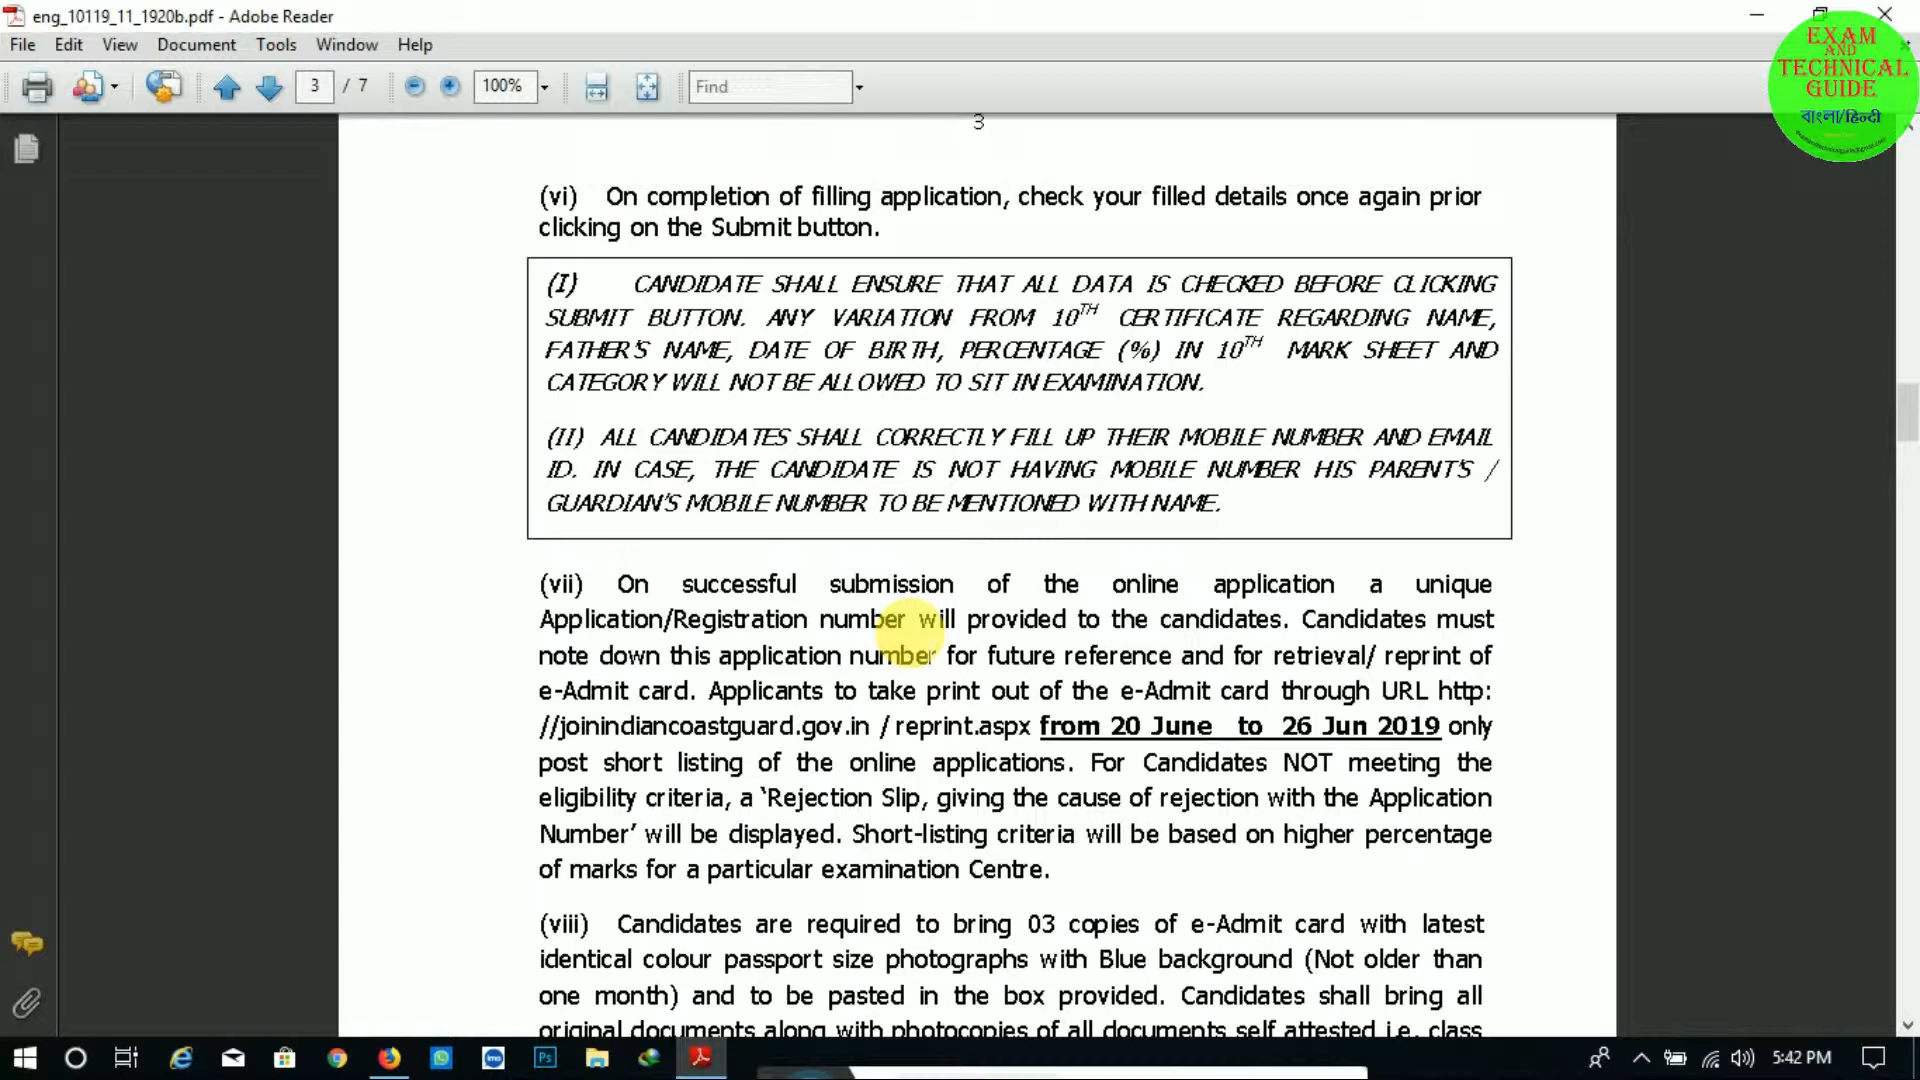 eng_10119_11_1920b.pdf - Adobe Reader
File Edit View Document Tools Window Help
EXAM
AND
TECHNICAL
GUIDE
বাংলা/हिन्दी
3 / 7 100% Find
3
(vi) On completion of filling application, check your filled details once again prior
clicking on the Submit button.
(I) CANDIDATE SHALL ENSURE THAT ALL DATA IS CHECKED BEFORE CLICKING
SUBMIT BUTTON. ANY VARIATION FROM 10TH CERTIFICATE REGARDING NAME,
FATHER'S NAME, DATE OF BIRTH, PERCENTAGE (%) IN 10TH MARK SHEET AND
CATEGORY WILL NOT BE ALLOWED TO SIT IN EXAMINATION.
(II) ALL CANDIDATES SHALL CORRECTLY FILL UP THEIR MOBILE NUMBER AND EMAIL
ID. IN CASE, THE CANDIDATE IS NOT HAVING MOBILE NUMBER HIS PARENT'S /
GUARDIAN'S MOBILE NUMBER TO BE MENTIONED WITH NAME.
(vii) On successful submission of the online application a unique
Application/Registration number will provided to the candidates. Candidates must
note down this application number for future reference and for retrieval/ reprint of
e-Admit card. Applicants to take print out of the e-Admit card through URL http:
//joinindiancoastguard.gov.in / reprint.aspx from 20 June to 26 Jun 2019 only
post short listing of the online applications. For Candidates NOT meeting the
eligibility criteria, a ‘Rejection Slip, giving the cause of rejection with the Application
Number’ will be displayed. Short-listing criteria will be based on higher percentage
of marks for a particular examination Centre.
(viii) Candidates are required to bring 03 copies of e-Admit card with latest
identical colour passport size photographs with Blue background (Not older than
one month) and to be pasted in the box provided. Candidates shall bring all
original documents along with photocopies of all documents self attested i.e., class
imo Ps 5:42 PM